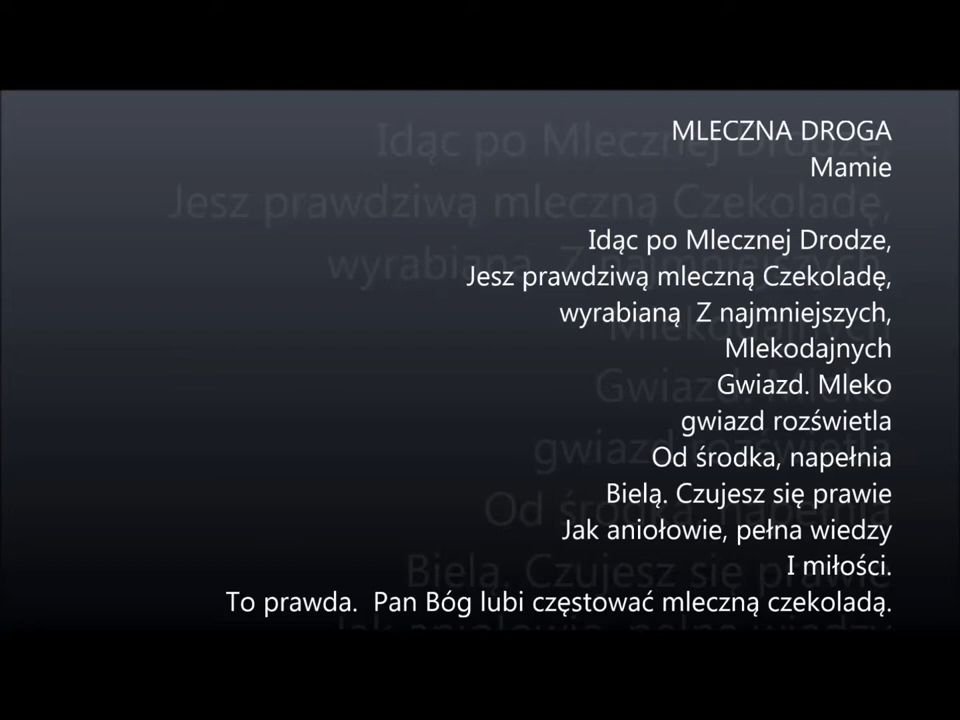 MLECZNA DROGA
Mamie
Idąc po Mlecznej Drodze,
Jesz prawdziwą mleczną Czekoladę,
wyrabianą  Z najmniejszych,
Mlekodajnych
Gwiazd. Mleko
gwiazd rozświetla
Od środka, napełnia
Bielą. Czujesz się prawie
Jak aniołowie, pełna wiedzy
I miłości.
To prawda.  Pan Bóg lubi częstować mleczną czekoladą.